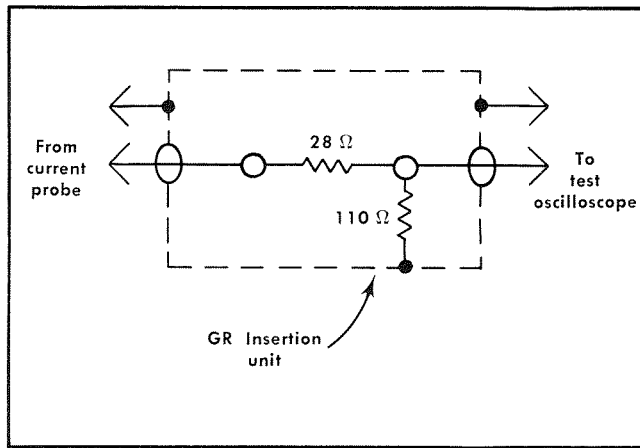 28 Ω
From
current
probe
To
test
oscilloscope
110 Ω
GR Insertion
unit